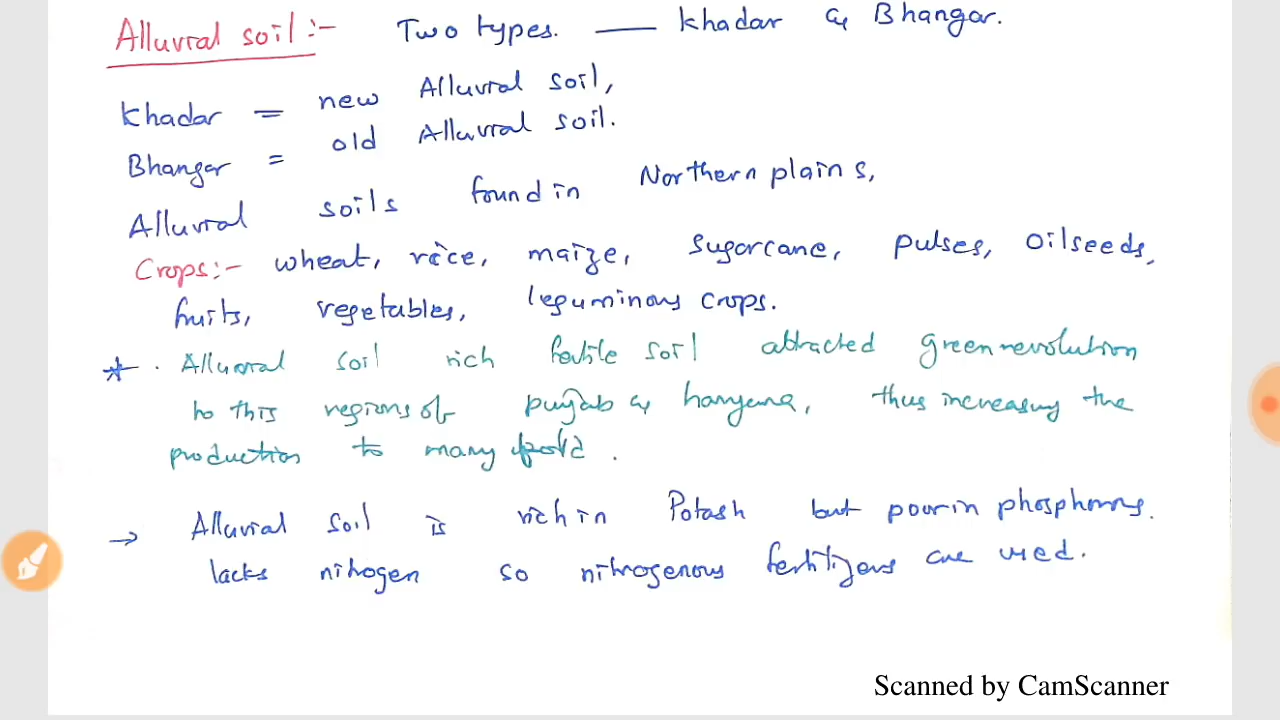 Alluvial soil :- Two types. — Khadar & Bhangar.
Khadar = new Alluvial soil,
Bhangar = old Alluvial soil.
Alluvial soils found in Northern plains,
Crops:- wheat, rice, maize, sugarcane, pulses, oilseeds,
fruits, vegetables, leguminous crops.
* . Alluvial soil rich fertile soil attracted green revolution
to this regions of punjab & haryana, thus increasing the
production to many fold .
→ Alluvial soil is rich in Potash but pour in phosphorous.
lacks nitrogen so nitrogenous fertilizers are used.
Scanned by CamScanner